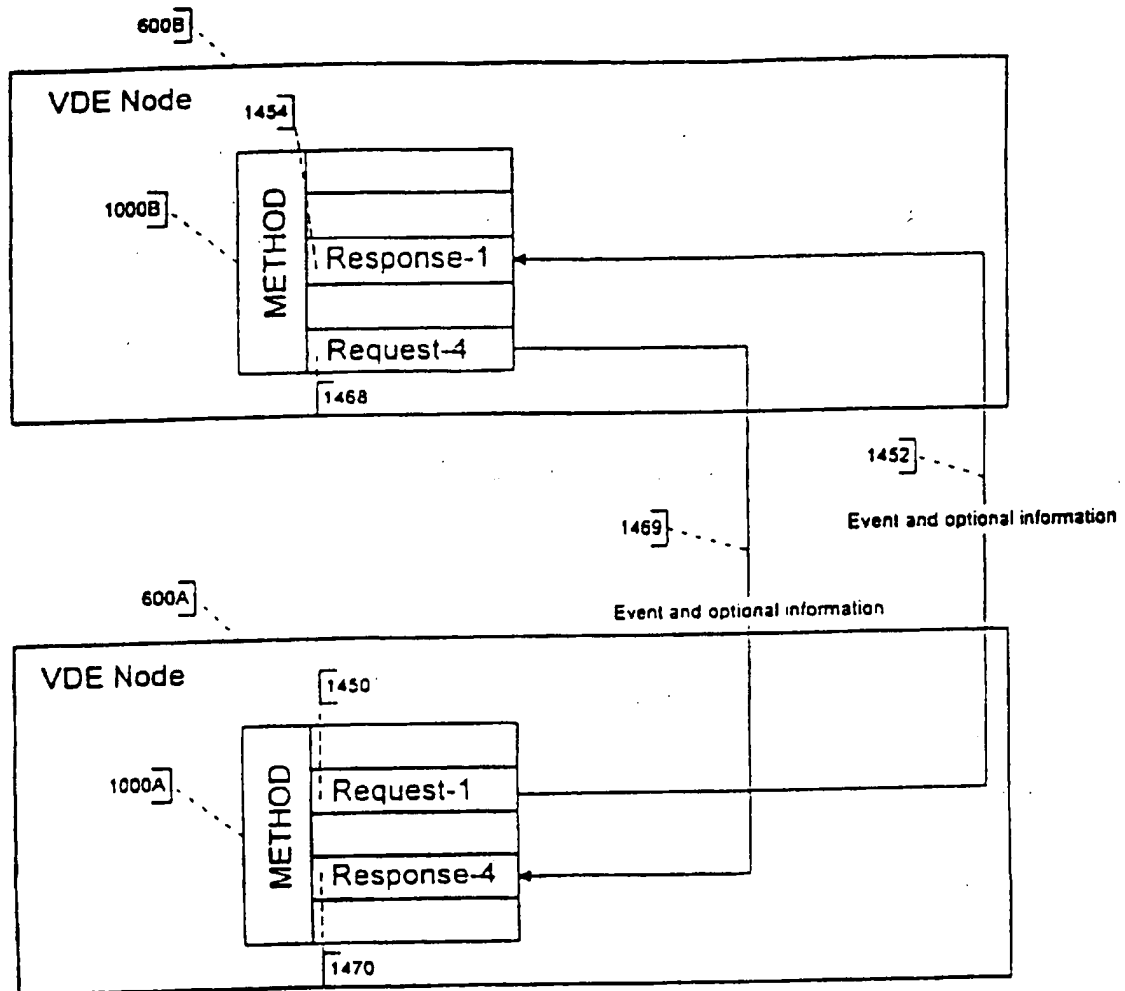 600B
VDE Node
1454
1000B
METHOD
Response-1
Request-4
1468
1452
Event and optional information
1469
600A
Event and optional information
VDE Node
1450
1000A
METHOD
Request-1
Response-4
1470